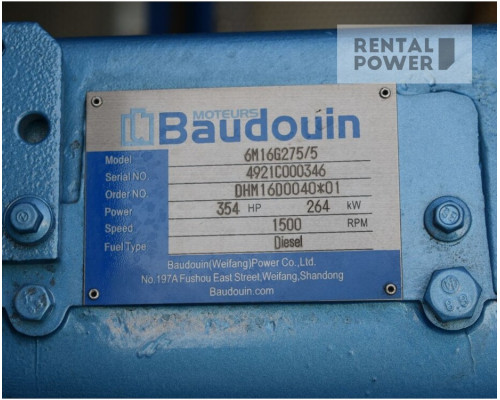 RENTAL
POWER
MOTEURS
Baudouin
Model 6M16G275/5
Serial NO. 4921C000346
Order NO. DHM16D0040*01
Power 354 HP 264 kW
Speed 1500 RPM
Fuel Type Diesel
Baudouin(Weifang)Power Co.,Ltd.
No.197A Fushou East Street,Weifang,Shandong
Baudouin.com
8.8